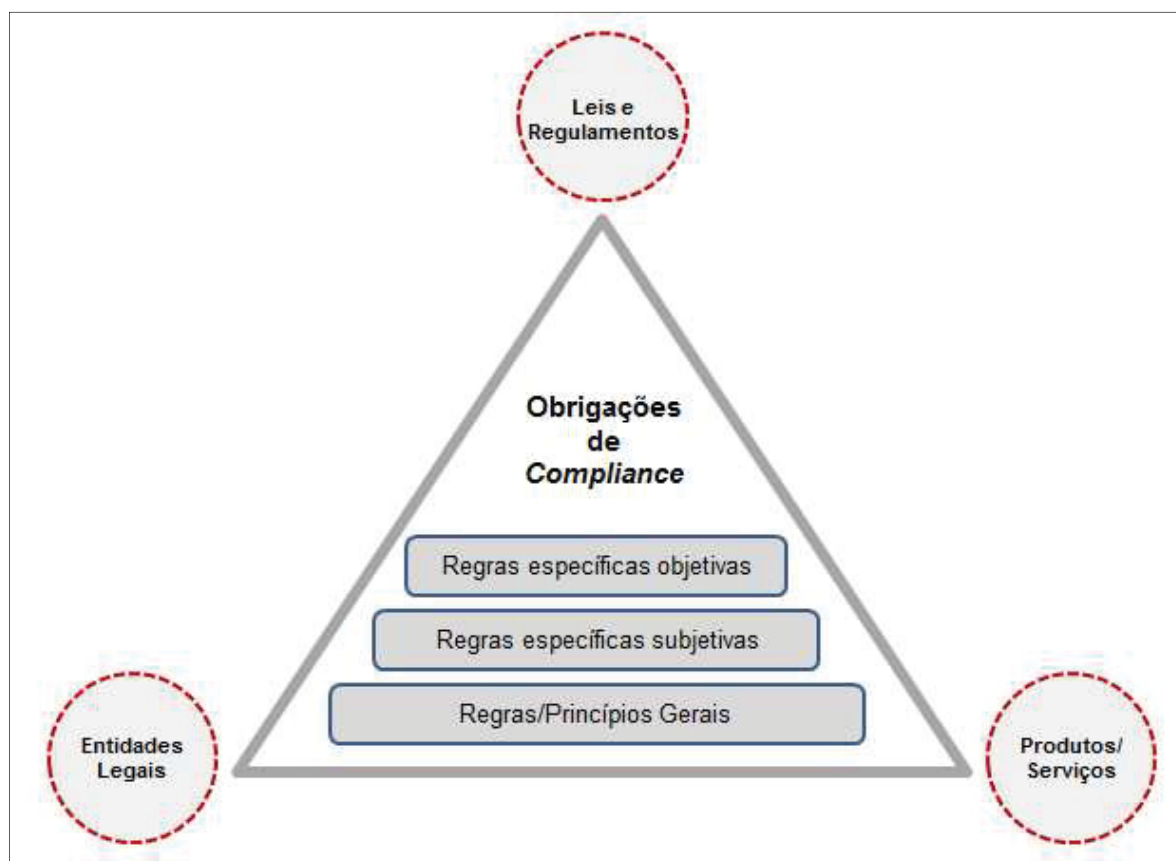 Leis e
Regulamentos
Obrigações
de
Compliance
Regras específicas objetivas
Regras específicas subjetivas
Regras/Princípios Gerais
Entidades
Legais
Produtos/
Serviços